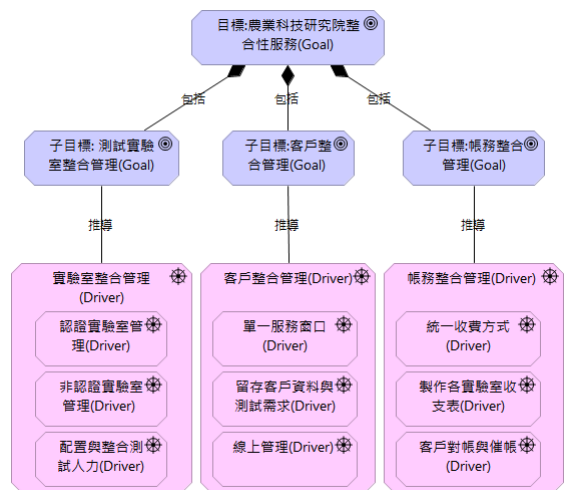 目標:農業科技研究院整
合性服務(Goal)
包括
包括
包括
子目標: 測試實驗
室整合管理(Goal)
子目標:客戶整
合管理(Goal)
子目標:帳務整合
管理(Goal)
推導
推導
推導
實驗室整合管理
(Driver)
認證實驗室管
理(Driver)
非認證實驗室
管理(Driver)
配置與整合測
試人力(Driver)
客戶整合管理(Driver)
單一服務窗口
(Driver)
留存客戶資料與
測試需求(Driver)
線上管理(Driver)
帳務整合管理(Driver)
統一收費方式
(Driver)
製作各實驗室收
支表(Driver)
客戶對帳與催帳
(Driver)